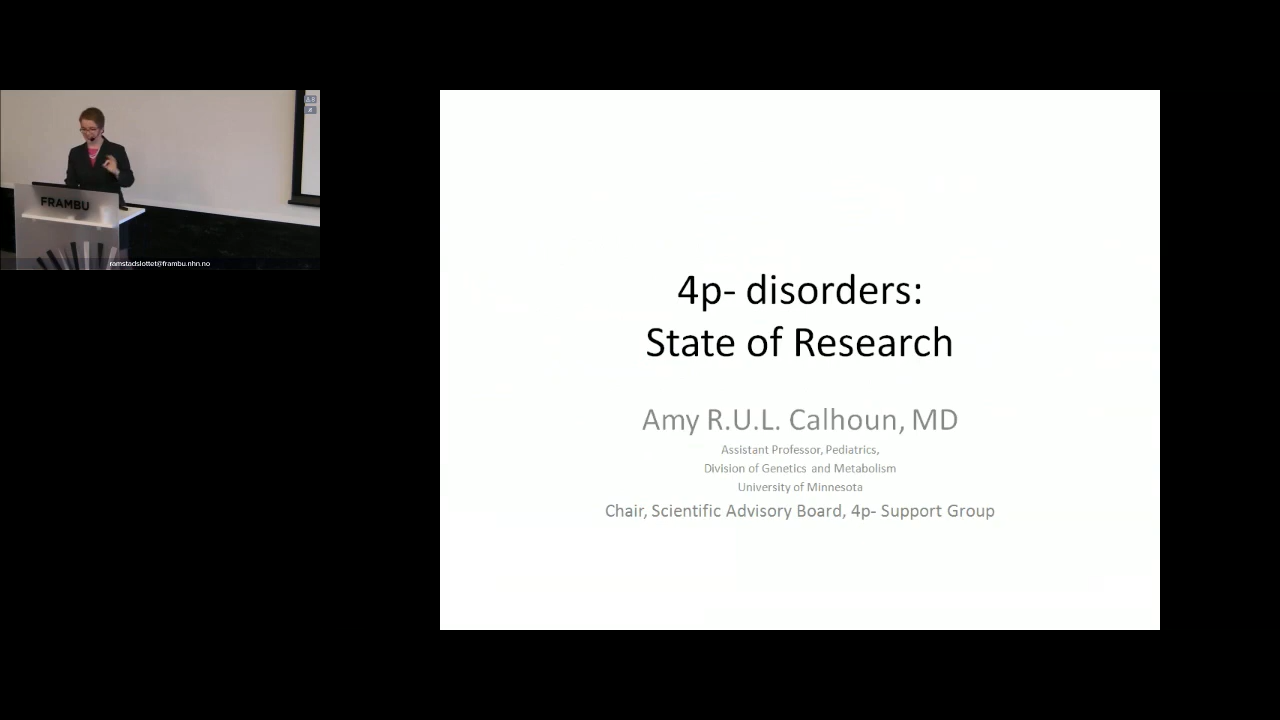 FRAMBU
ramstadslottet@frambu.nhn.no
4p- disorders:
State of Research
Amy R.U.L. Calhoun, MD
Assistant Professor, Pediatrics,
Division of Genetics and Metabolism
University of Minnesota
Chair, Scientific Advisory Board, 4p- Support Group